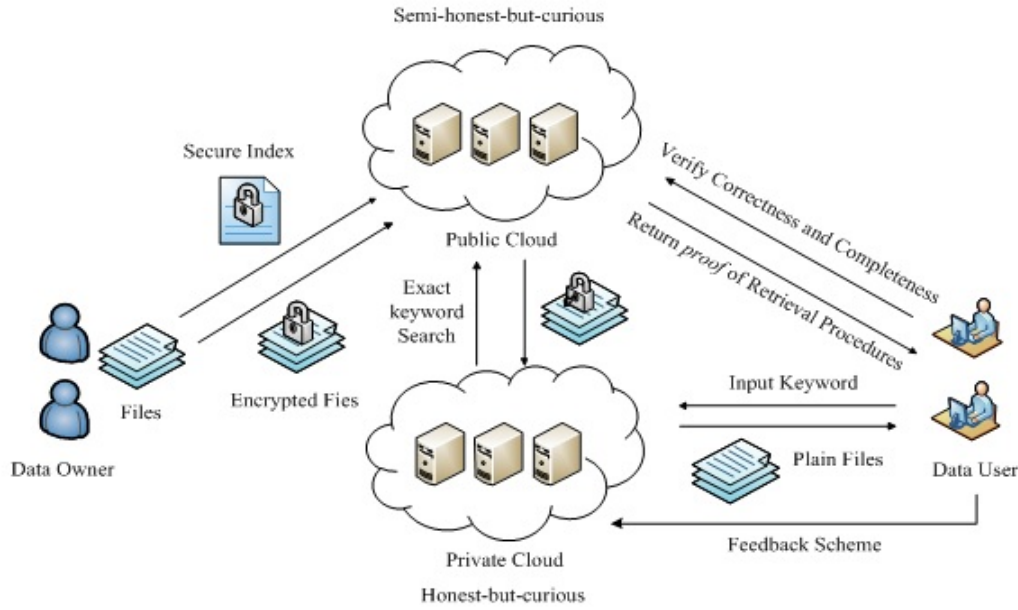 Semi-honest-but-curious
Secure Index
Verify Correctness and Completeness
Public Cloud
Return proof of Retrieval Procedures
Exact
keyword
Search
Files
Encrypted Fies
Input Keyword
Data Owner
Plain Files
Data User
Private Cloud
Feedback Scheme
Honest-but-curious